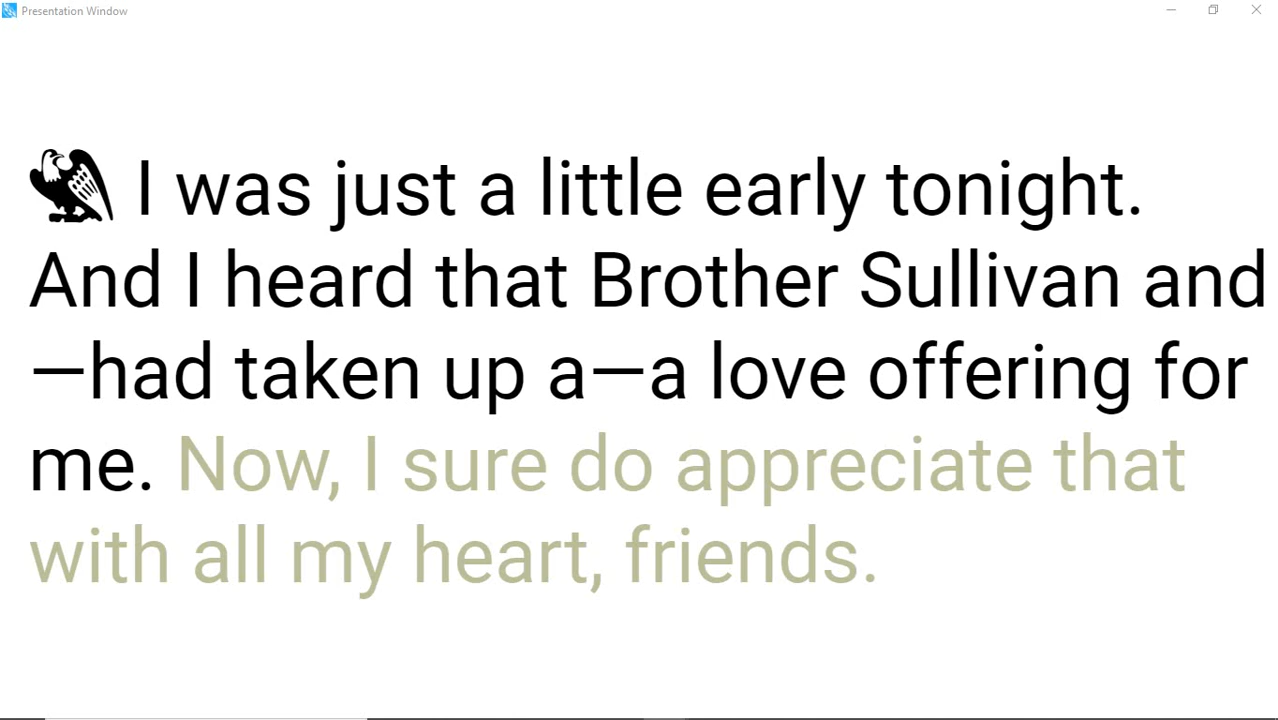 Presentation Window
I was just a little early tonight.
And I heard that Brother Sullivan and
—had taken up a—a love offering for
me. Now, I sure do appreciate that
with all my heart, friends.